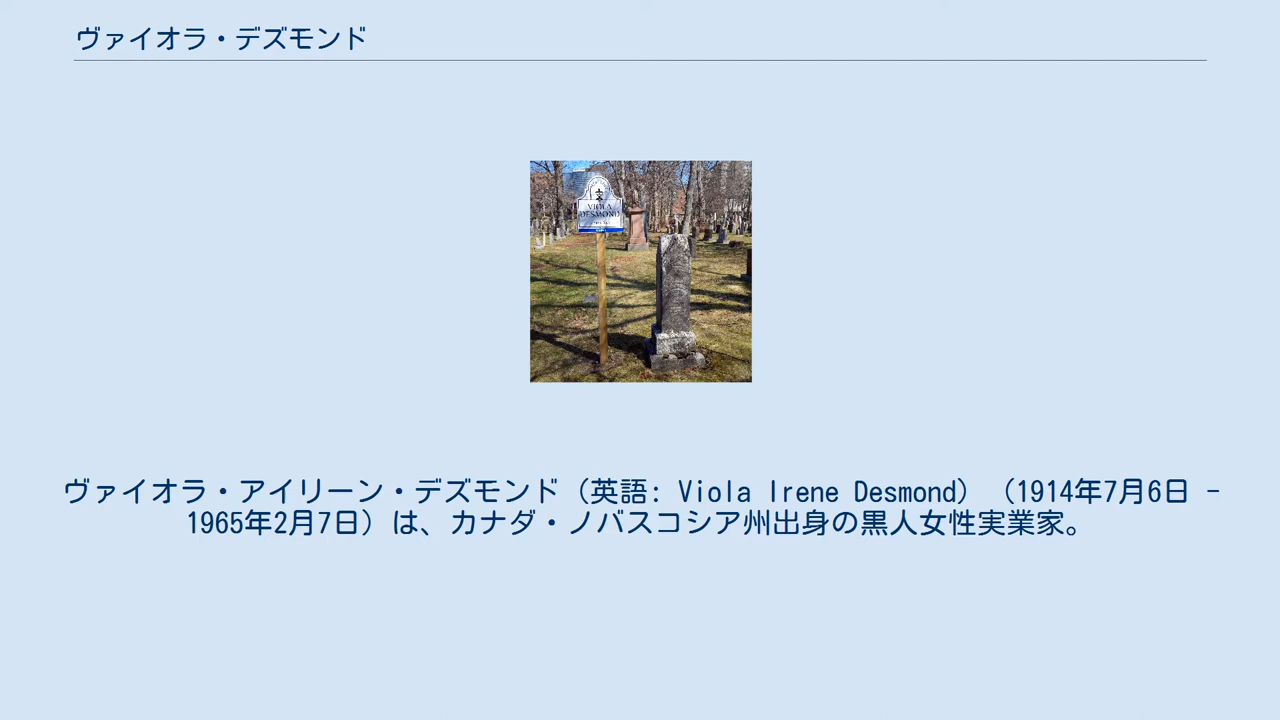 ヴァイオラ・デズモンド
VIOLA
DESMOND
ヴァイオラ・アイリーン・デズモンド（英語: Viola Irene Desmond）（1914年7月6日 -
1965年2月7日）は、カナダ・ノバスコシア州出身の黒人女性実業家。